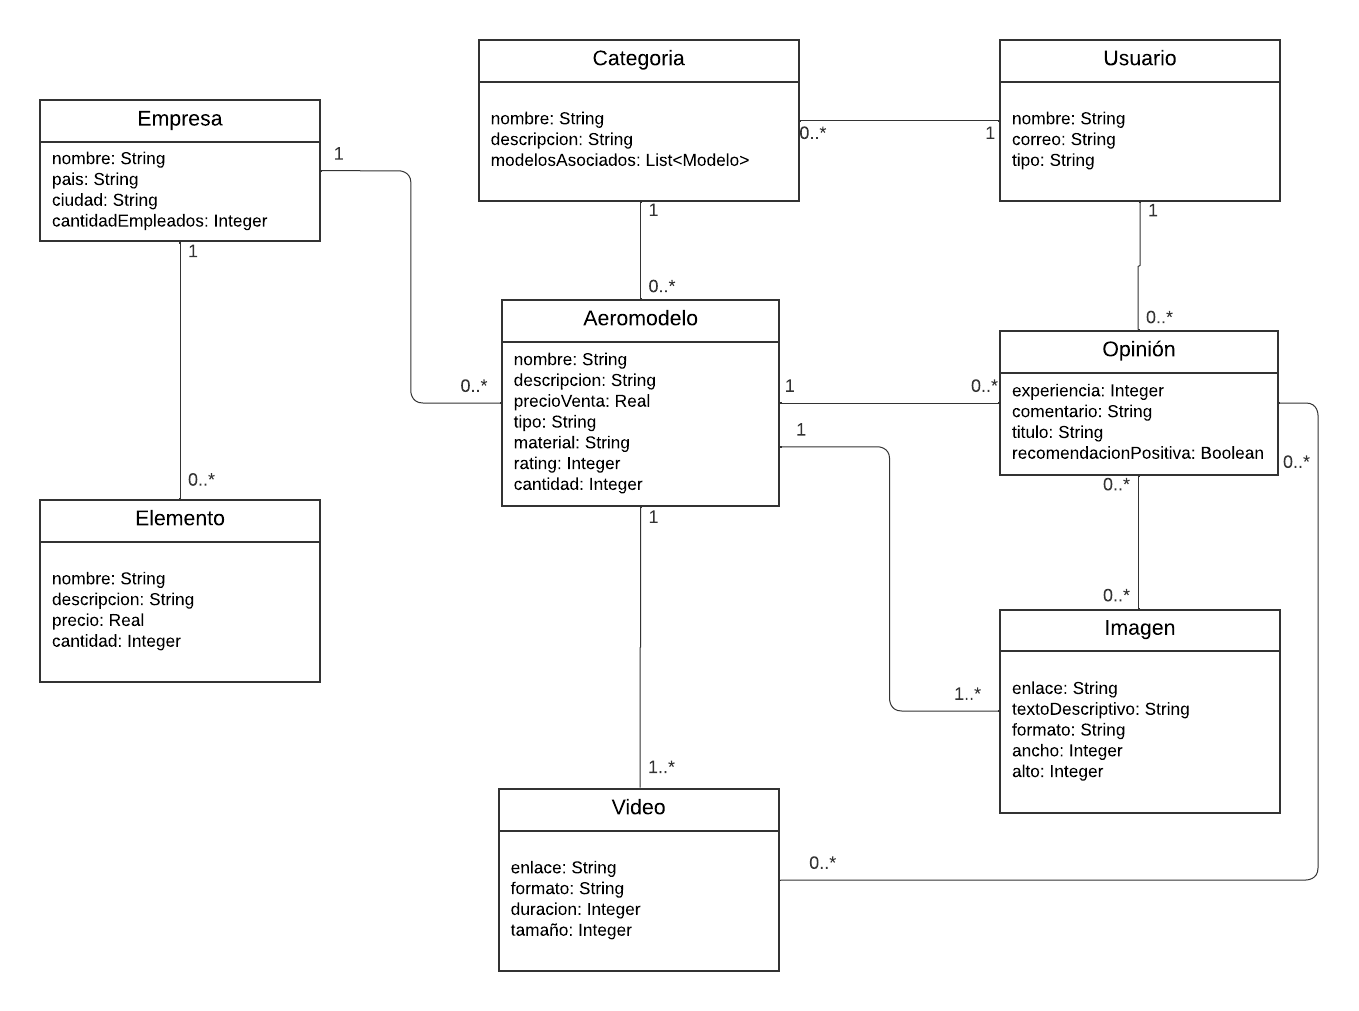 Categoria
nombre: String
descripcion: String
modelosAsociados: List<Modelo>
Usuario
nombre: String
correo: String
tipo: String
0..*
1
Empresa
nombre: String
pais: String
ciudad: String
cantidadEmpleados: Integer
1
1
1
0..*
1
0..*
Aeromodelo
nombre: String
descripcion: String
precioVenta: Real
tipo: String
material: String
rating: Integer
cantidad: Integer
0..*
1
0..*
1
Opinión
experiencia: Integer
comentario: String
titulo: String
recomendacionPositiva: Boolean
0..*
0..*
0..*
0..*
Elemento
nombre: String
descripcion: String
precio: Real
cantidad: Integer
1
Imagen
enlace: String
textoDescriptivo: String
formato: String
ancho: Integer
alto: Integer
1..*
1..*
Video
enlace: String
formato: String
duracion: Integer
tamaño: Integer
0..*